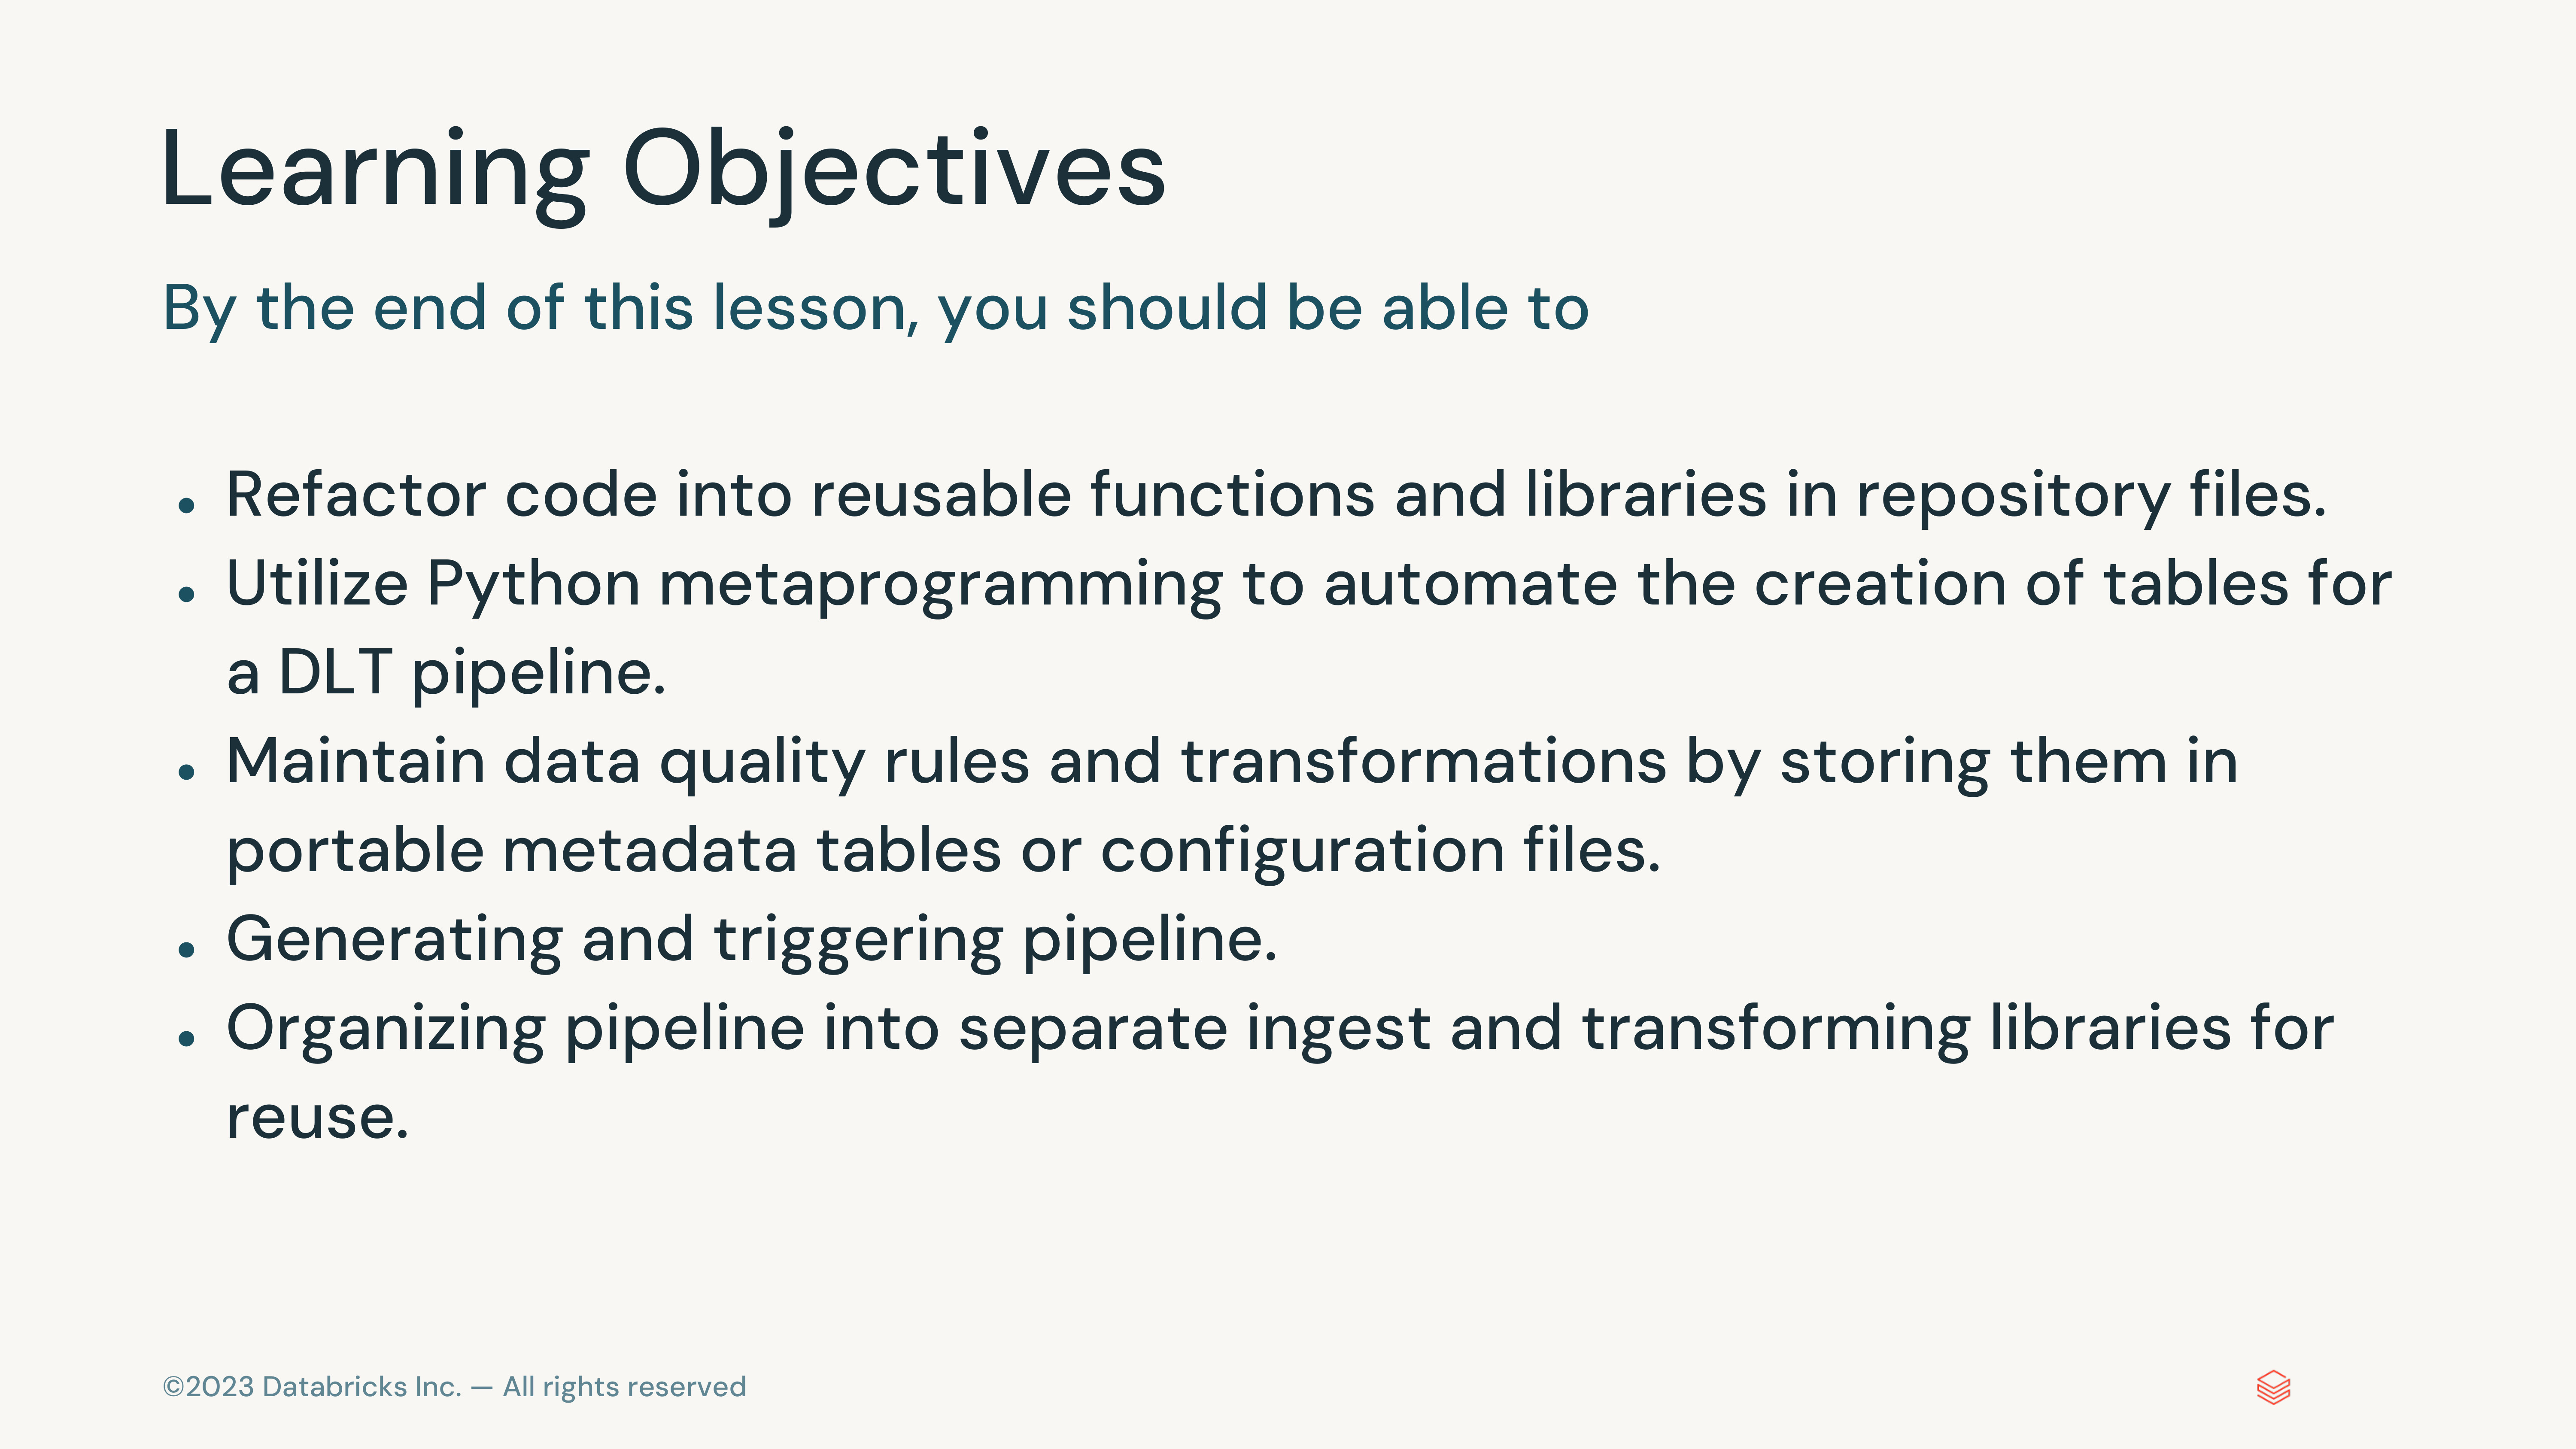 Learning Objectives
By the end of this lesson, you should be able to
• Refactor code into reusable functions and libraries in repository files.
• Utilize Python metaprogramming to automate the creation of tables for
a DLT pipeline.
• Maintain data quality rules and transformations by storing them in
portable metadata tables or configuration files.
• Generating and triggering pipeline.
• Organizing pipeline into separate ingest and transforming libraries for
reuse.
©2023 Databricks Inc. — All rights reserved